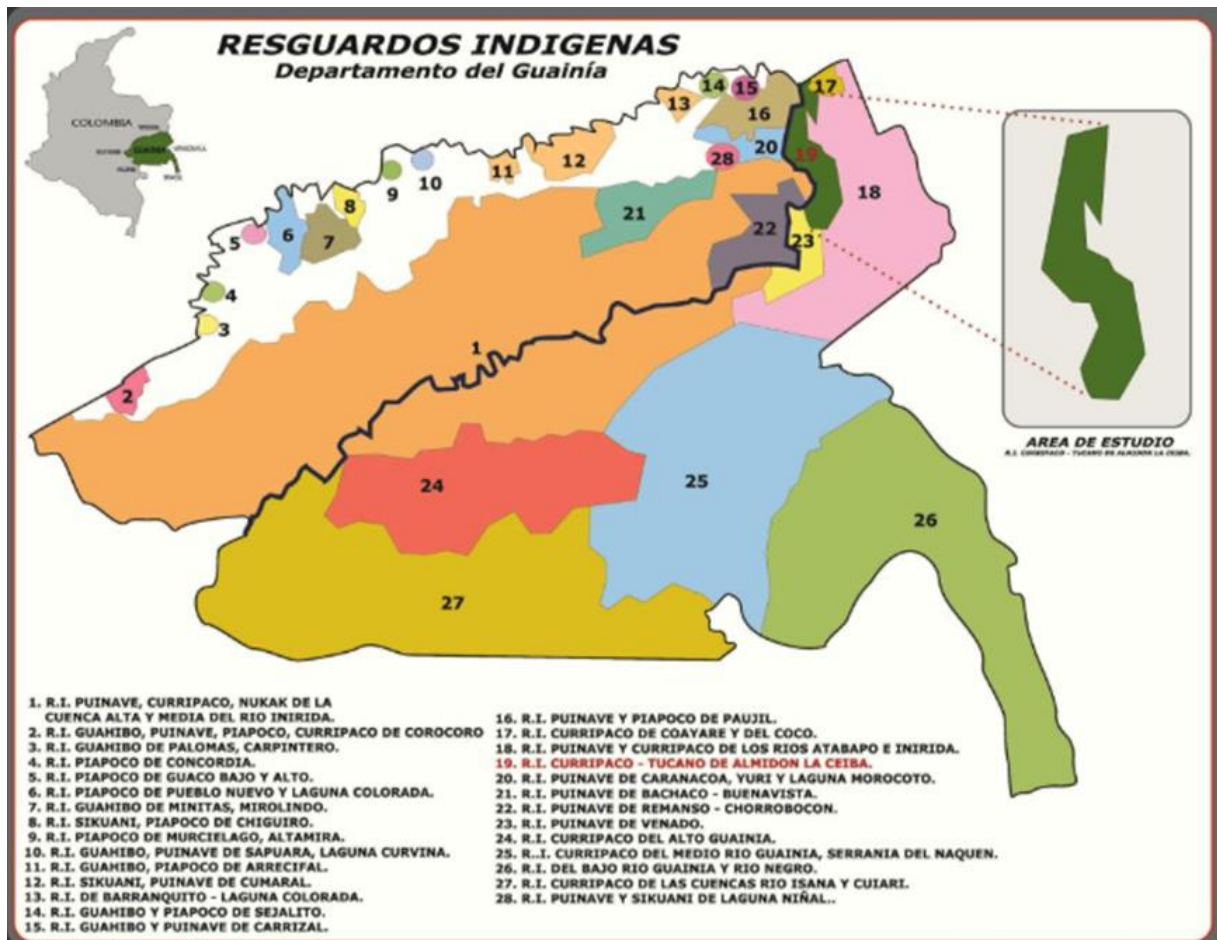 RESGUARDOS INDIGENAS
Departamento del Guainía
COLOMBIA
14
15
17
13
16
12
28
20
19
11
10
9
18
21
8
22
23
5
6
7
4
3
1
2
24
25
26
27
AREA DE ESTUDIO
R.I. CURRIPACO - TUCANO DE ALMIDON LA CEIBA.
1. R.I. PUINAVE, CURRIPACO, NUKAK DE LA
CUENCA ALTA Y MEDIA DEL RIO INIRIDA.
2. R.I. GUAHIBO, PUINAVE, PIAPOCO, CURRIPACO DE COROCORO
3. R.I. GUAHIBO DE PALOMAS, CARPINTERO.
4. R.I. PIAPOCO DE CONCORDIA.
5. R.I. PIAPOCO DE GUACO BAJO Y ALTO.
6. R.I. PIAPOCO DE PUEBLO NUEVO Y LAGUNA COLORADA.
7. R.I. GUAHIBO DE MINITAS, MIROLINDO.
8. R.I. SIKUANI, PIAPOCO DE CHIGUIRO.
9. R.I. PIAPOCO DE MURCIELAGO, ALTAMIRA.
10. R.I. GUAHIBO, PUINAVE DE SAPUARA, LAGUNA CURVINA.
11. R.I. GUAHIBO, PIAPOCO DE ARRECIFAL.
12. R.I. SIKUANI, PUINAVE DE CUMARAL.
13. R.I. DE BARRANQUITO - LAGUNA COLORADA.
14. R.I. GUAHIBO Y PIAPOCO DE SEJALITO.
15. R.I. GUAHIBO Y PUINAVE DE CARRIZAL.
16. R.I. PUINAVE Y PIAPOCO DE PAUJIL.
17. R.I. CURRIPACO DE COAYARE Y DEL COCO.
18. R.I. PUINAVE Y CURRIPACO DE LOS RIOS ATABAPO E INIRIDA.
19. R.I. CURRIPACO - TUCANO DE ALMIDON LA CEIBA.
20. R.I. PUINAVE DE CARANACOA, YURI Y LAGUNA MOROCOTO.
21. R.I. PUINAVE DE BACHACO - BUENAVISTA.
22. R.I. PUINAVE DE REMANSO - CHORROBOCON.
23. R.I. PUINAVE DE VENADO.
24. R.I. CURRIPACO DEL ALTO GUAINIA.
25. R..I. CURRIPACO DEL MEDIO RIO GUAINIA, SERRANIA DEL NAQUEN.
26. R.I. DEL BAJO RIO GUAINIA Y RIO NEGRO.
27. R.I. CURRIPACO DE LAS CUENCAS RIO ISANA Y CUIARI.
28. R.I. PUINAVE Y SIKUANI DE LAGUNA NIÑAL..